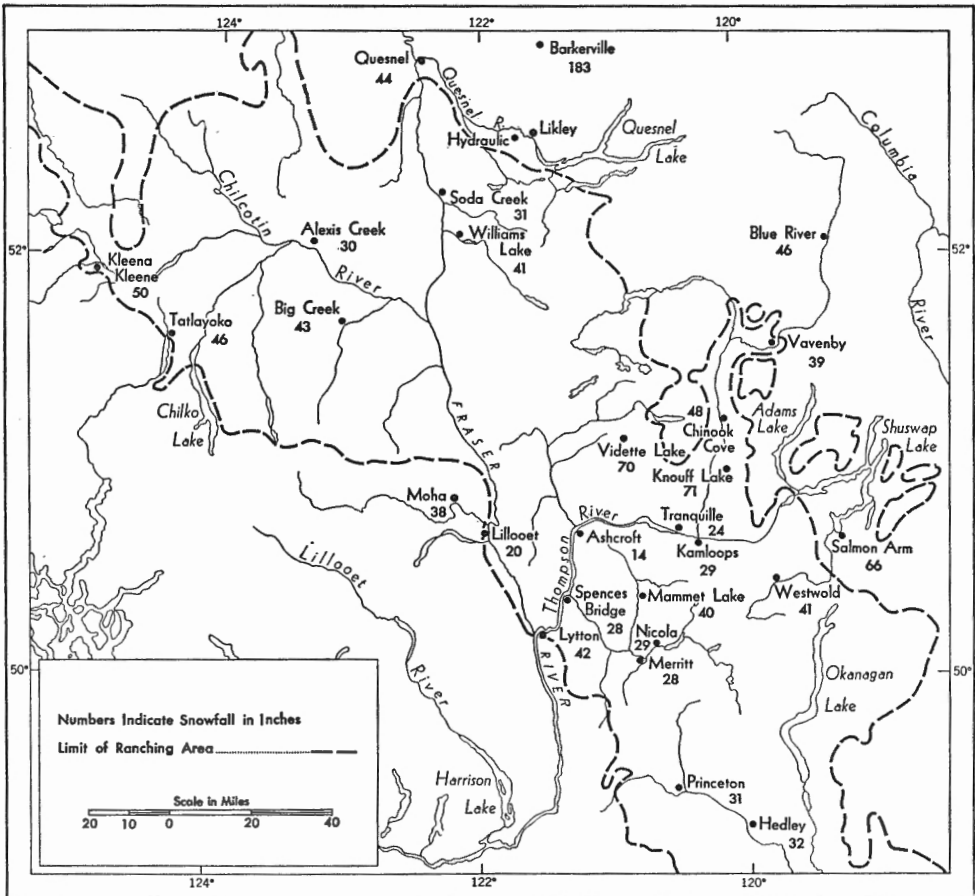 124°
122°
120°
Barkerville
183
Quesnel
44
Quesnel
R.
Likley
Hydraulic
Quesnel
Lake
Columbia
River
Chilcotin
River
Soda Creek
31
Alexis Creek
30
Williams
Lake
41
Blue River
46
52°
52°
Kleena
Kleene
50
Big Creek
43
Tatlayoko
46
Vavenby
39
Chilko
Lake
FRASER
48
Chinook
Cove
Adams
Lake
Shuswap
Lake
Vidette Lake
70
Knouff Lake
71
Moha
38
Lillooet
20
River
Tranquille
24
Ashcroft
14
Kamloops
29
Salmon Arm
66
Lillooet
River
Thompson
Spences
Bridge
28
Mammet Lake
40
Westwold
41
Lytton
42
Nicola
29
Merritt
28
RIVER
50°
50°
Okanagan
Lake
Numbers Indicate Snowfall in Inches
Limit of Ranching Area
Scale in Miles
20 10 0 20 40
Harrison
Lake
Princeton
31
Hedley
32
124°
122°
120°